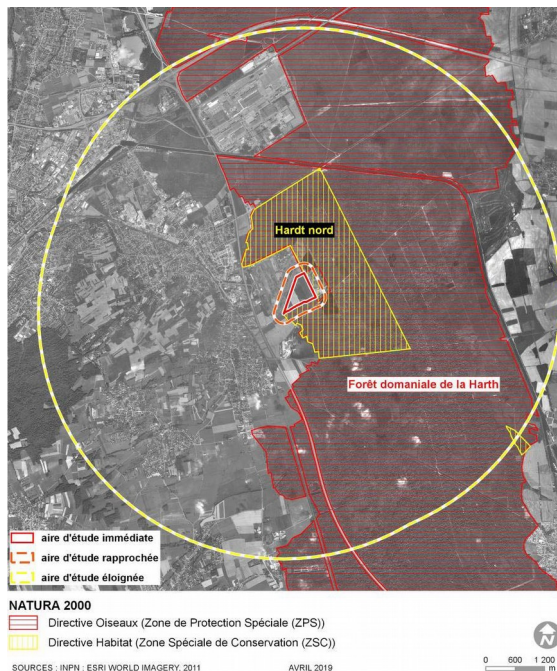 Hardt nord
Forêt domaniale de la Harth
aire d'étude immédiate
aire d'étude rapprochée
aire d'étude éloignée
NATURA 2000
Directive Oiseaux (Zone de Protection Spéciale (ZPS))
Directive Habitat (Zone Spéciale de Conservation (ZSC))
SOURCES : INPN ; ESRI WORLD IMAGERY, 2011 AVRIL 2019
N
0 600 1 200
m